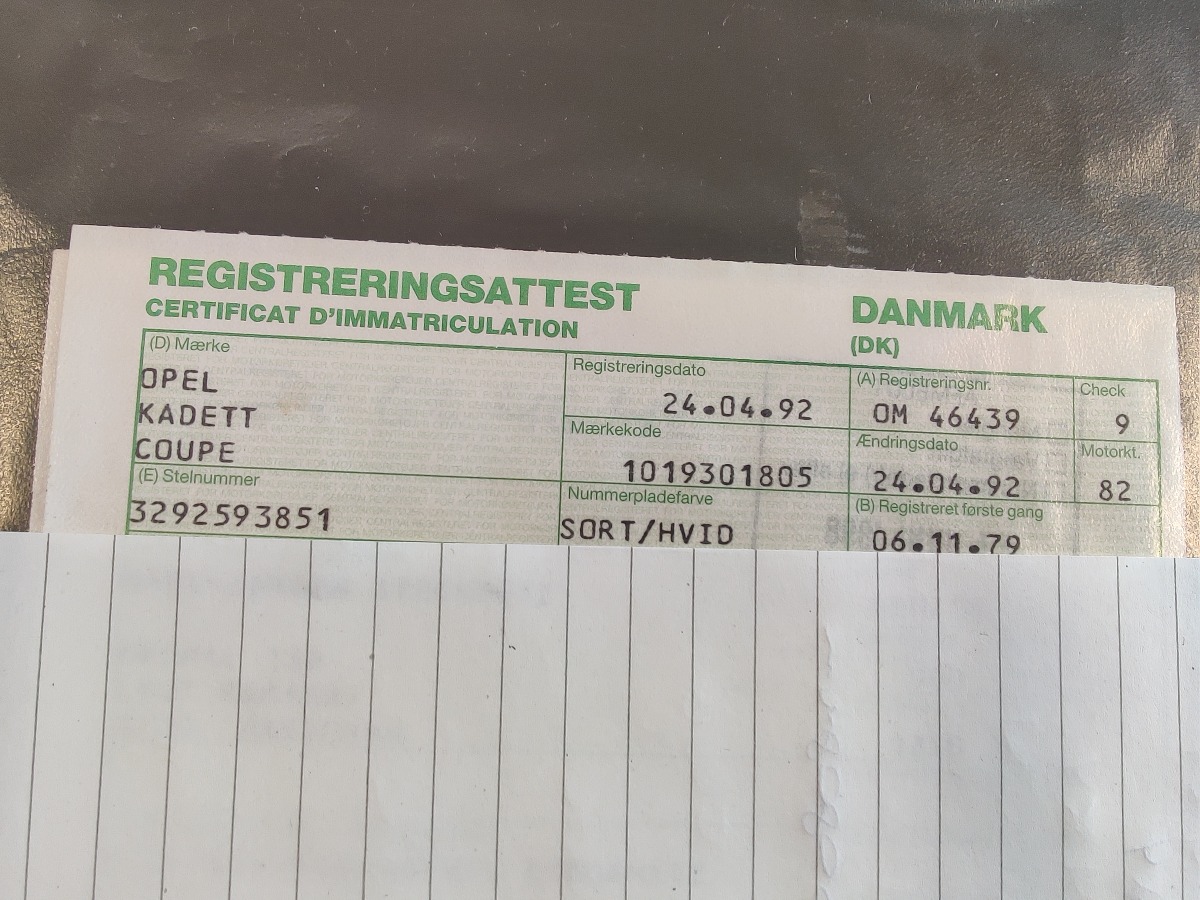 REGISTRERINGSATTEST
CERTIFICAT D'IMMATRICULATION
DANMARK
(DK)
(D) Mærke
OPEL
KADETT
COUPE
(E) Stelnummer
3292593851
Registreringsdato
24.04.92
Mærkekode
1019301805
Nummerpladefarve
SORT/HVID
(A) Registreringsnr.
OM 46439
Check
9
Ændringsdato
24.04.92
Motorkt.
82
(B) Registreret første gang
06.11.79